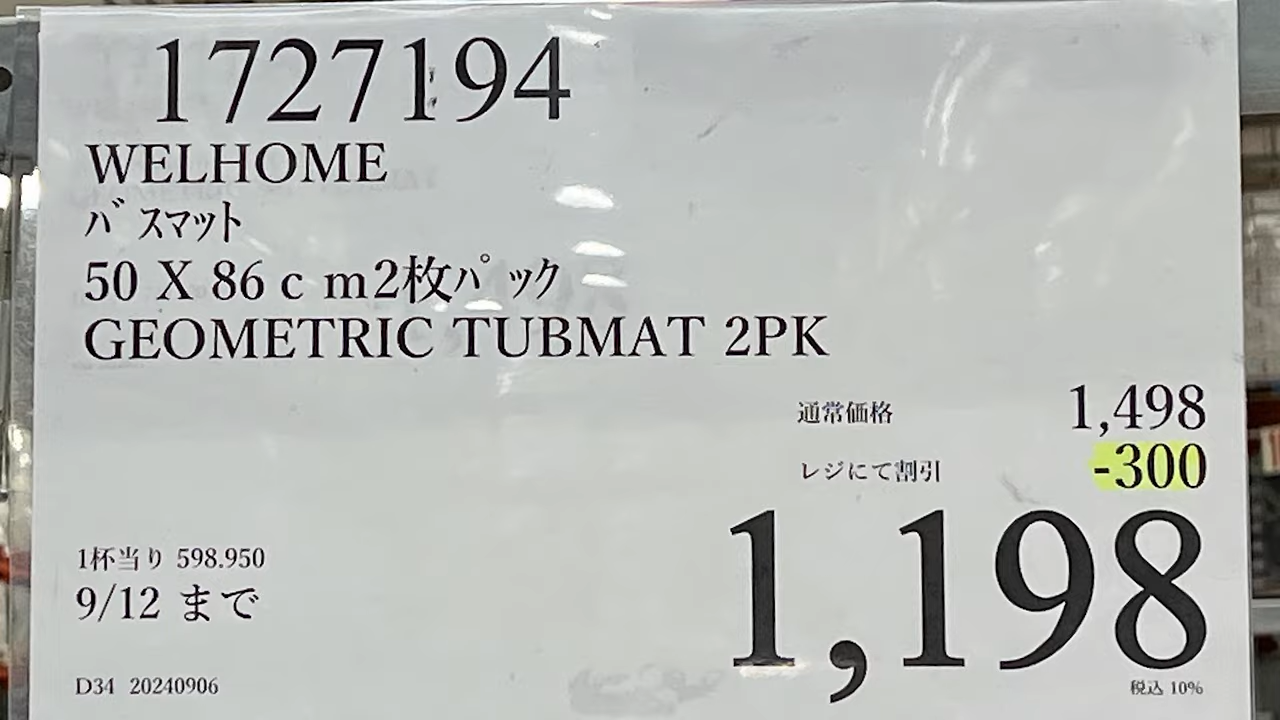 1727194
WELHOME
バスマット
50 X 86 c m2枚パック
GEOMETRIC TUBMAT 2PK
通常価格 1,498
レジにて割引 -300
1,198
1杯当り 598.950
9/12 まで
D34 20240906
税込 10%